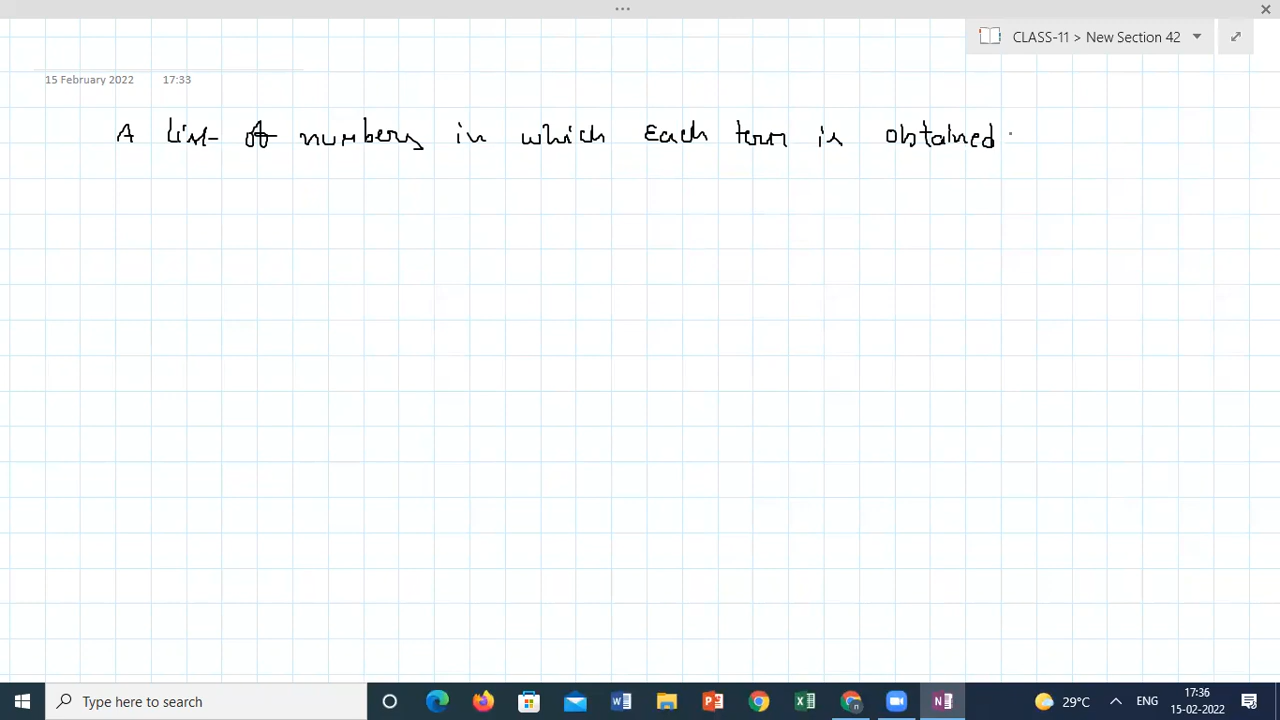 CLASS-11 > New Section 42
15 February 2022 17:33
A list of numbers in which Each term is obtained
Type here to search
29°C
ENG
17:36
15-02-2022